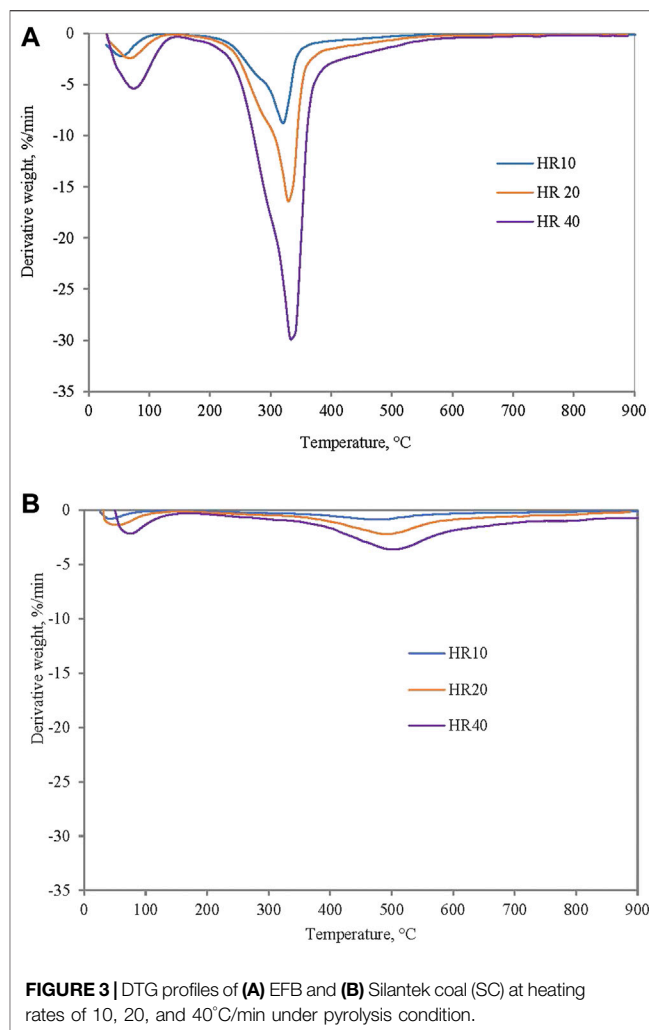 A
0
-5
-10
-15
-20
-25
-30
-35
Derivative weight, %/min
HR10
HR 20
HR 40
0 100 200 300 400 500 600 700 800 900
Temperature, °C
B
0
-5
-10
-15
-20
-25
-30
-35
Derivative weight, %/min
HR10
HR20
HR40
0 100 200 300 400 500 600 700 800 900
Temperature, °C
FIGURE 3 | DTG profiles of (A) EFB and (B) Silantek coal (SC) at heating
rates of 10, 20, and 40°C/min under pyrolysis condition.